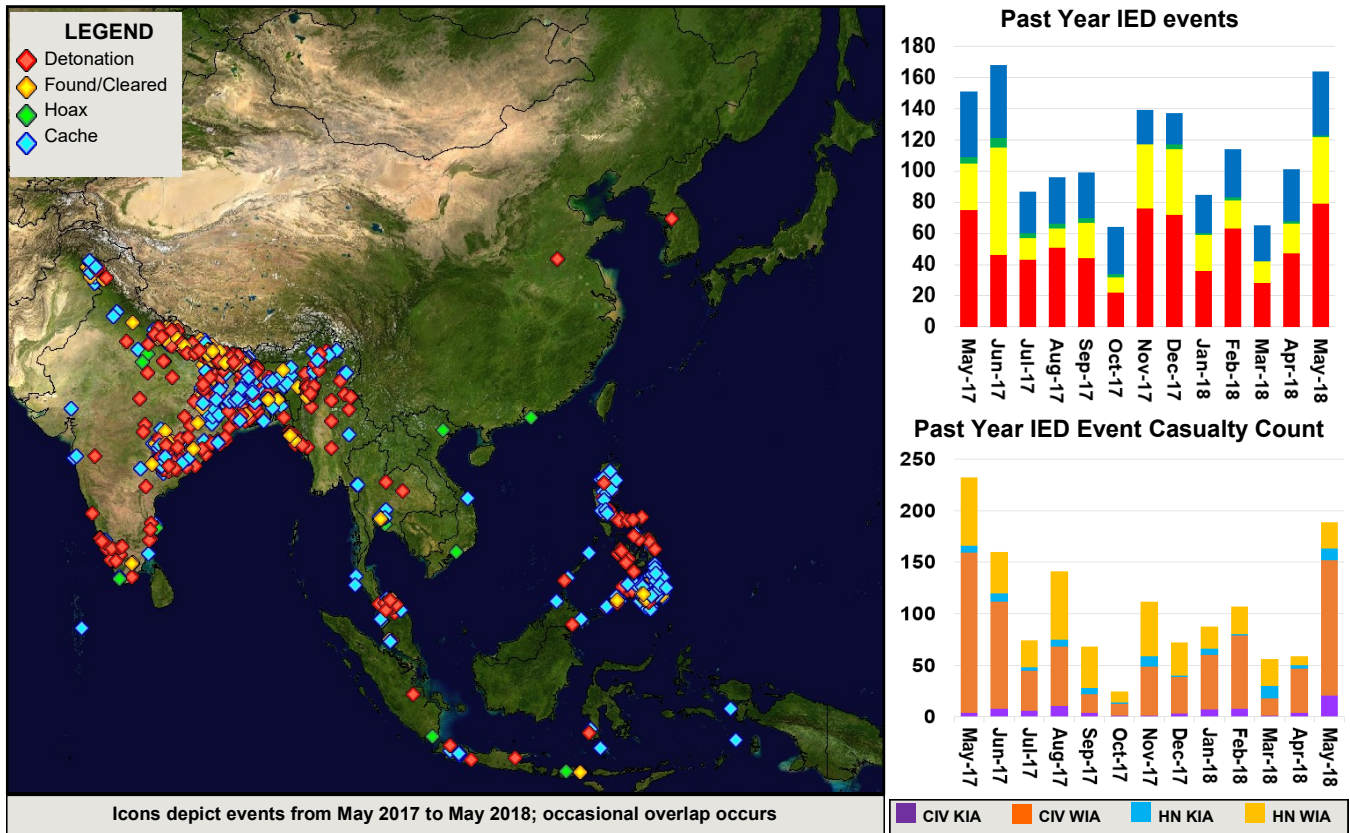 LEGEND
Detonation
Found/Cleared
Hoax
Cache
Icons depict events from May 2017 to May 2018; occasional overlap occurs
Past Year IED events
180
160
140
120
100
80
60
40
20
0
May-17
Jun-17
Jul-17
Aug-17
Sep-17
Oct-17
Nov-17
Dec-17
Jan-18
Feb-18
Mar-18
Apr-18
May-18
Past Year IED Event Casualty Count
250
200
150
100
50
0
May-17
Jun-17
Jul-17
Aug-17
Sep-17
Oct-17
Nov-17
Dec-17
Jan-18
Feb-18
Mar-18
Apr-18
May-18
CIV KIA CIV WIA HN KIA HN WIA